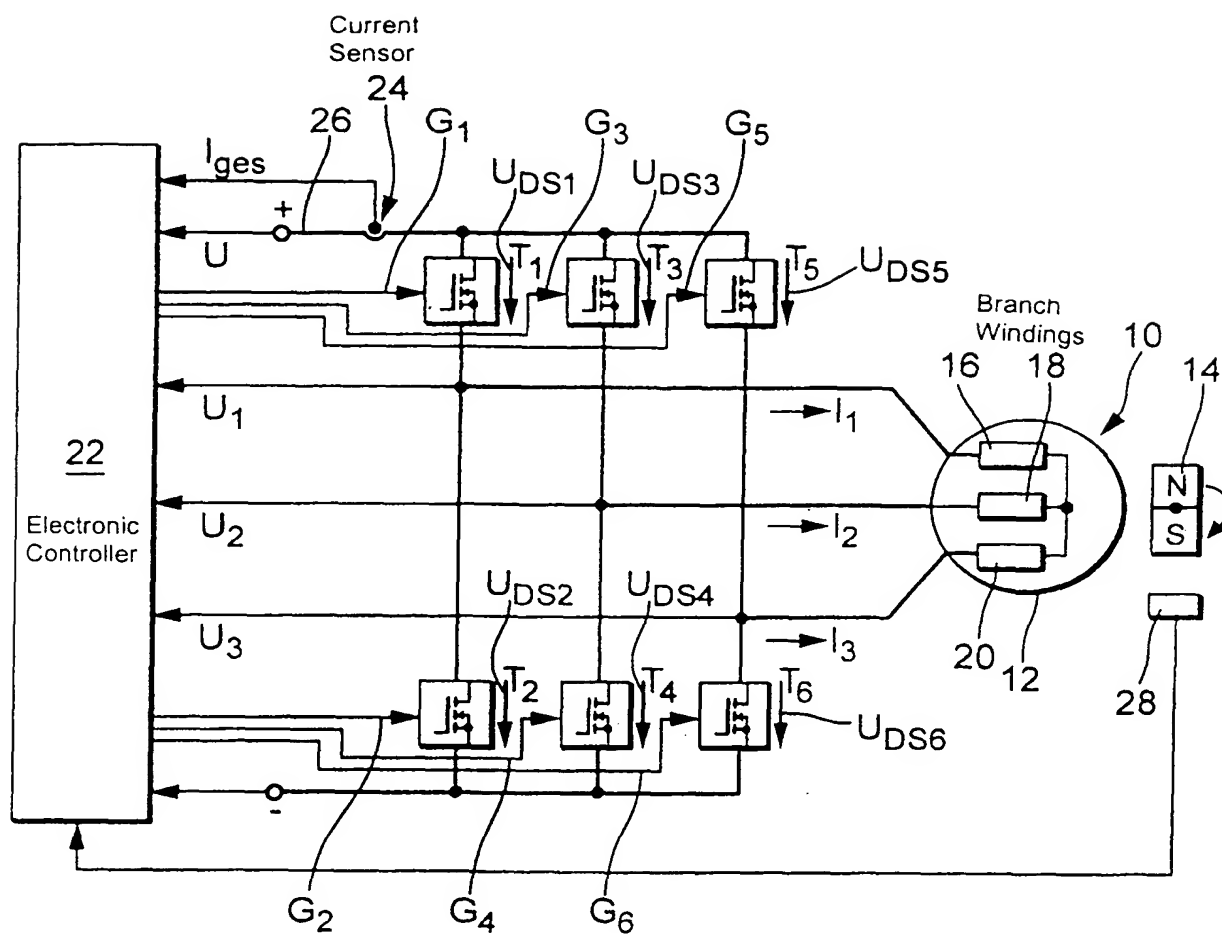 Current
Sensor
24
26
G1
G3
G5
Iges
UDS1
UDS3
+
U
T1
T3
T5
UDS5
Branch
Windings
10
16
18
14
U1
I1
22
N
S
Electronic
Controller
U2
I2
UDS2
UDS4
U3
I3
20
12
28
T2
T4
T6
UDS6
-
G2
G4
G6